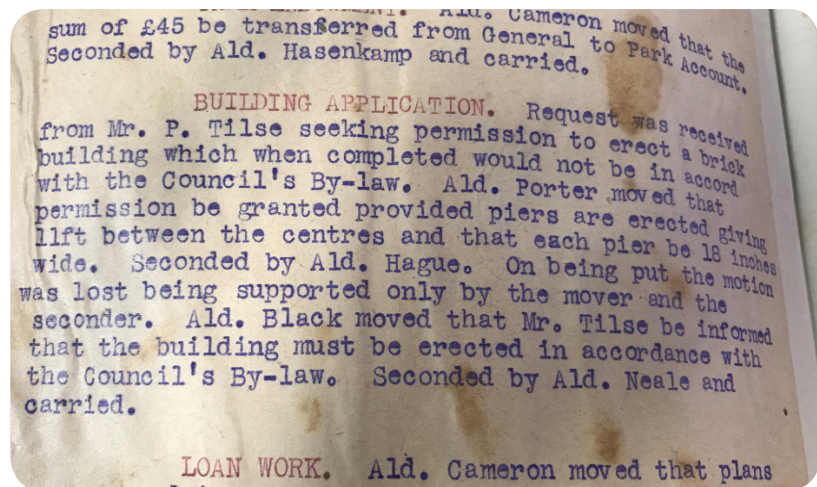 ENDOWMENT. Ald. Cameron moved that the
sum of £45 be transferred from General to Park Account.
Seconded by Ald. Hasenkamp and carried.
BUILDING APPLICATION. Request was received
from Mr. P. Tilse seeking permission to erect a brick
building which when completed would not be in accord
with the Council's By-law. Ald. Porter moved that
permission be granted provided piers are erected giving
11ft between the centres and that each pier be 18 inches
wide. Seconded by Ald. Hague. On being put the motion
was lost being supported only by the mover and the
seconder. Ald. Black moved that Mr. Tilse be informed
that the building must be erected in accordance with
the Council's By-law. Seconded by Ald. Neale and
carried.
LOAN WORK. Ald. Cameron moved that plans